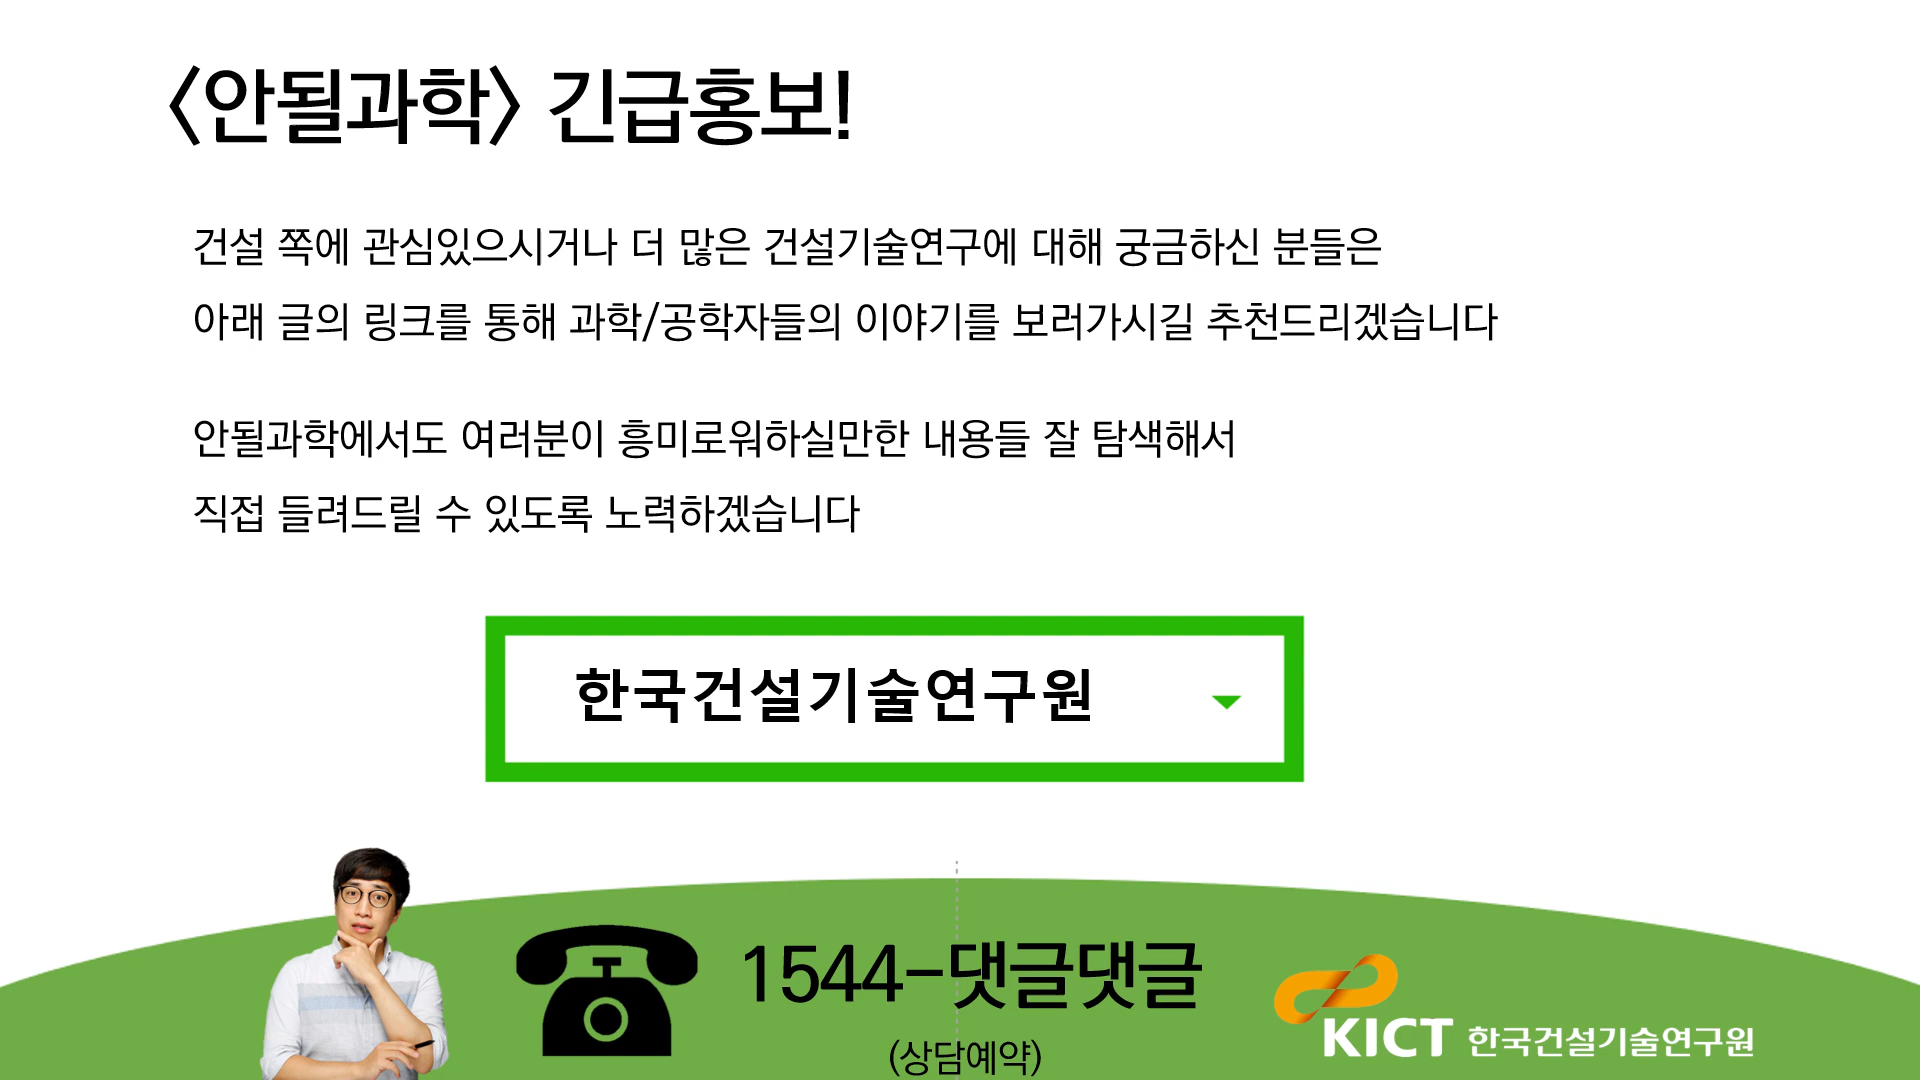 <안될과학> 긴급홍보!
건설 쪽에 관심있으시거나 더 많은 건설기술연구에 대해 궁금하신 분들은
아래 글의 링크를 통해 과학/공학자들의 이야기를 보러가시길 추천드리겠습니다
안될과학에서도 여러분이 흥미로워하실만한 내용들 잘 탐색해서
직접 들려드릴 수 있도록 노력하겠습니다
한국건설기술연구원
1544-댓글댓글
(상담예약)
KICT 한국건설기술연구원